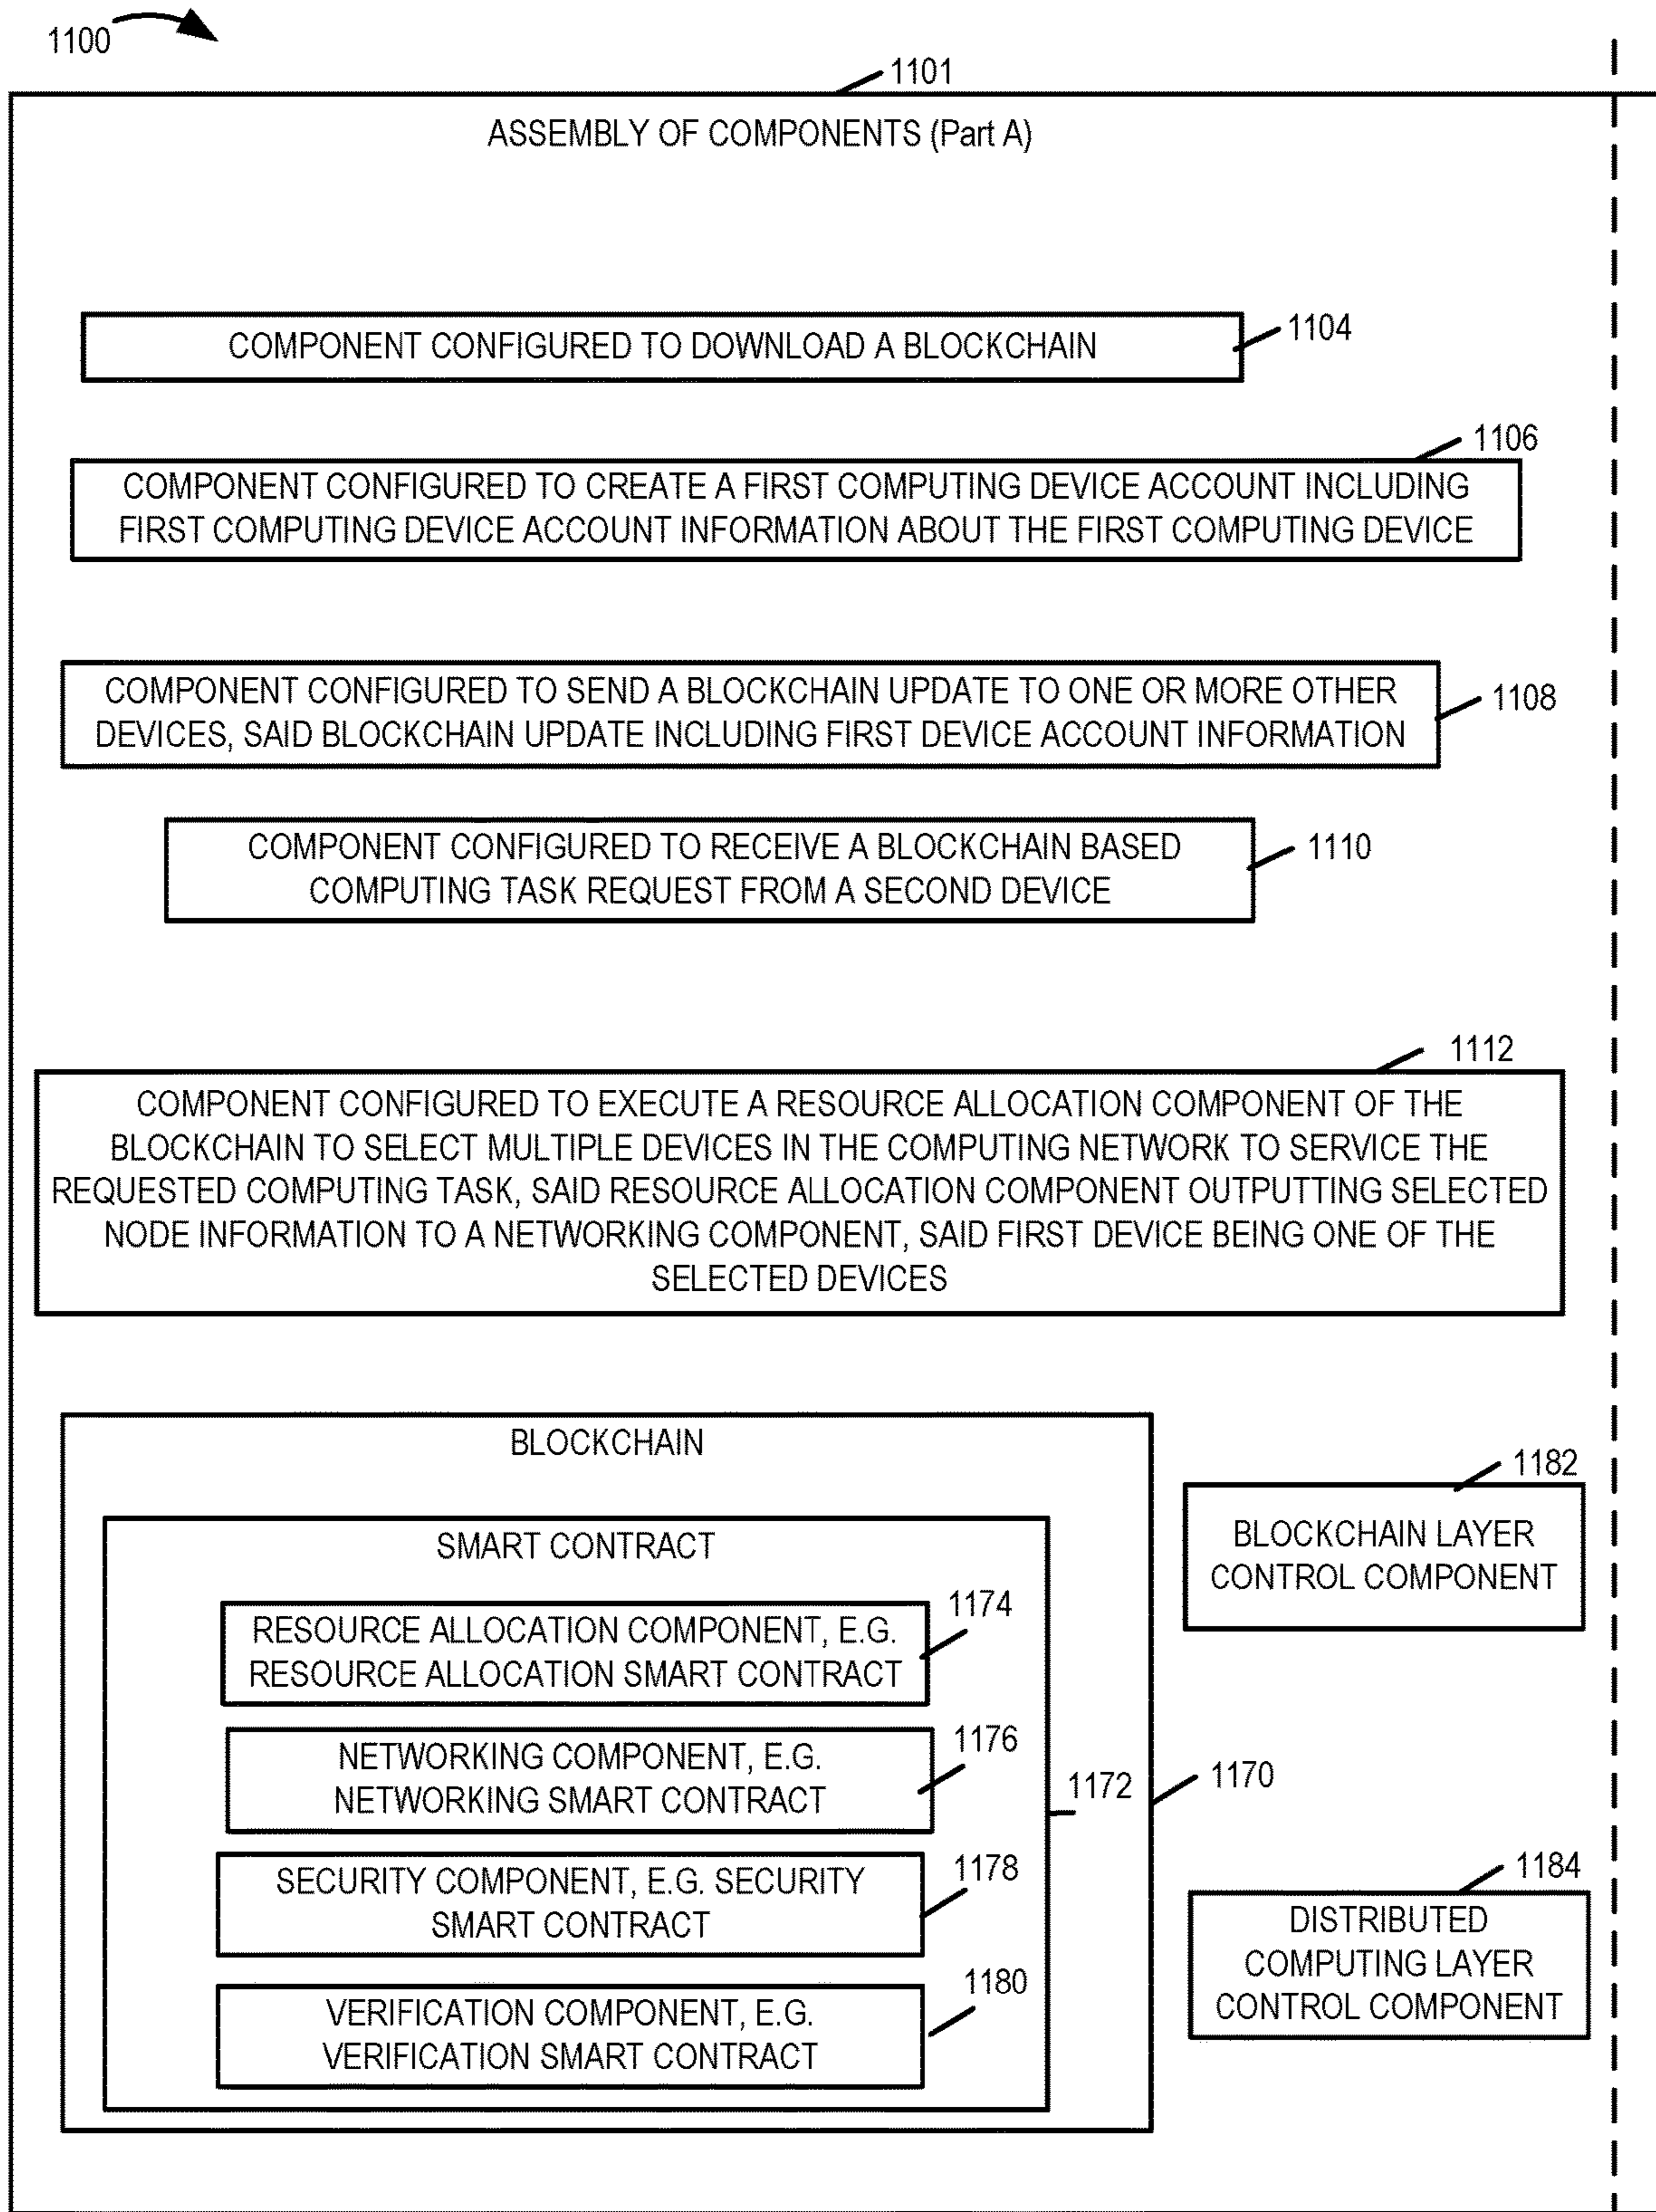 1100
1101
ASSEMBLY OF COMPONENTS (Part A)
COMPONENT CONFIGURED TO DOWNLOAD A BLOCKCHAIN
1104
1106
COMPONENT CONFIGURED TO CREATE A FIRST COMPUTING DEVICE ACCOUNT INCLUDING
FIRST COMPUTING DEVICE ACCOUNT INFORMATION ABOUT THE FIRST COMPUTING DEVICE
COMPONENT CONFIGURED TO SEND A BLOCKCHAIN UPDATE TO ONE OR MORE OTHER
DEVICES, SAID BLOCKCHAIN UPDATE INCLUDING FIRST DEVICE ACCOUNT INFORMATION
1108
COMPONENT CONFIGURED TO RECEIVE A BLOCKCHAIN BASED
COMPUTING TASK REQUEST FROM A SECOND DEVICE
1110
1112
COMPONENT CONFIGURED TO EXECUTE A RESOURCE ALLOCATION COMPONENT OF THE
BLOCKCHAIN TO SELECT MULTIPLE DEVICES IN THE COMPUTING NETWORK TO SERVICE THE
REQUESTED COMPUTING TASK, SAID RESOURCE ALLOCATION COMPONENT OUTPUTTING SELECTED
NODE INFORMATION TO A NETWORKING COMPONENT, SAID FIRST DEVICE BEING ONE OF THE
SELECTED DEVICES
BLOCKCHAIN
SMART CONTRACT
1174
RESOURCE ALLOCATION COMPONENT, E.G.
RESOURCE ALLOCATION SMART CONTRACT
1176
NETWORKING COMPONENT, E.G.
NETWORKING SMART CONTRACT
1178
SECURITY COMPONENT, E.G. SECURITY
SMART CONTRACT
1180
VERIFICATION COMPONENT, E.G.
VERIFICATION SMART CONTRACT
1172
1170
1182
BLOCKCHAIN LAYER
CONTROL COMPONENT
1184
DISTRIBUTED
COMPUTING LAYER
CONTROL COMPONENT